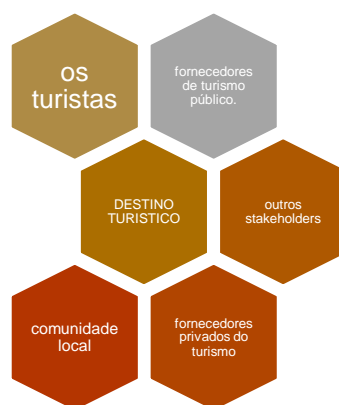 os
turistas
fornecedores
de turismo
público.
DESTINO
TURISTICO
outros
stakeholders
comunidade
local
fornecedores
privados do
turismo